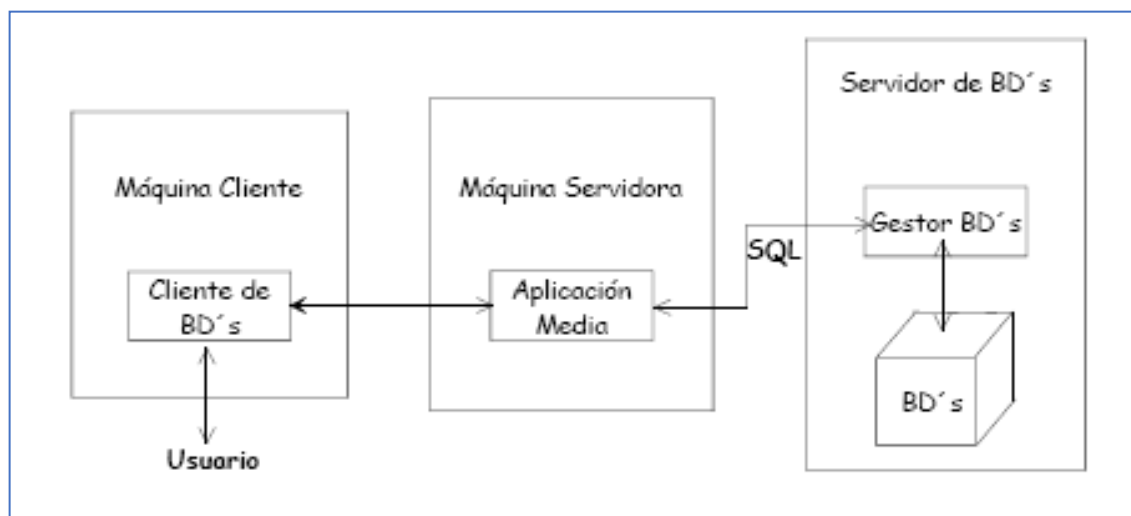 Máquina Cliente
Cliente de
BD´s
Usuario
Máquina Servidora
Aplicación
Media
SQL
Servidor de BD´s
Gestor BD´s
BD´s